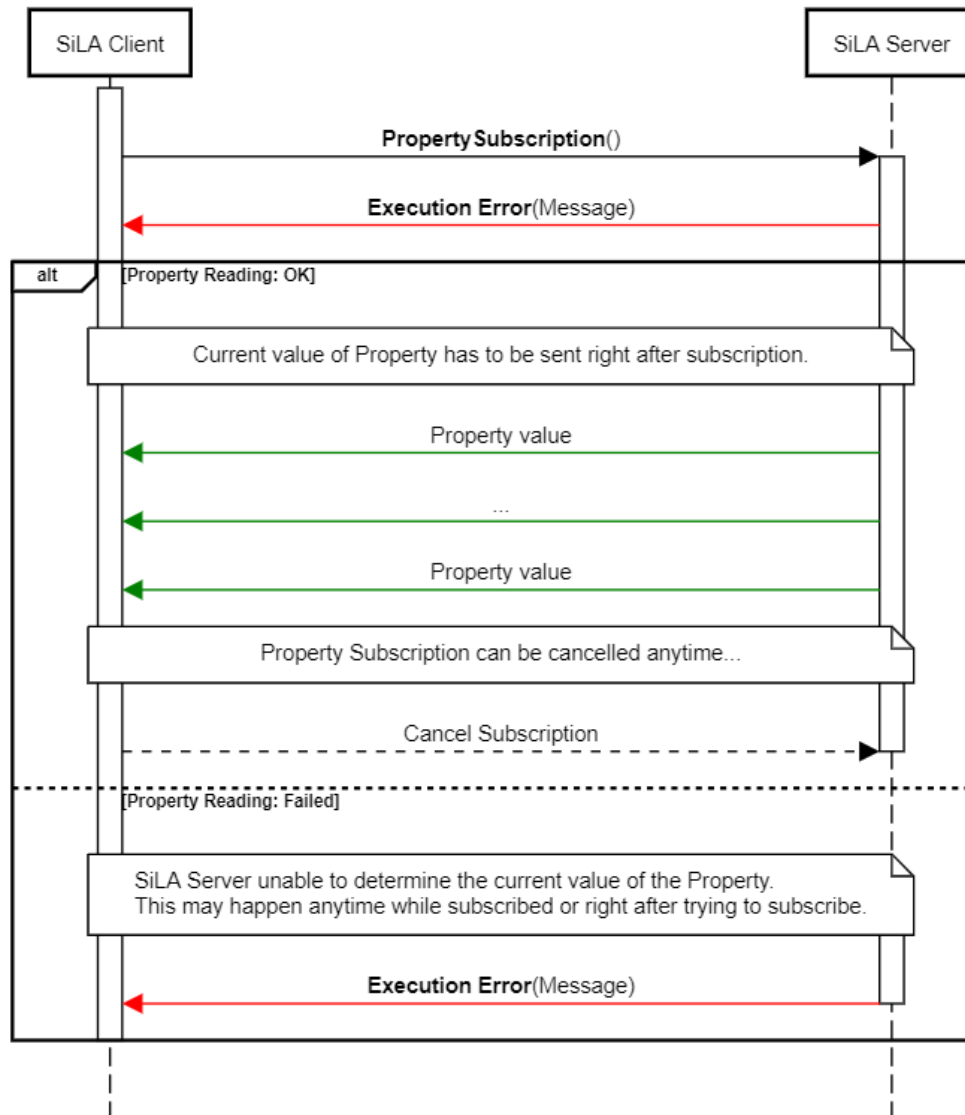 SiLA Client
SiLA Server
PropertySubscription()
Execution Error(Message)
alt
[Property Reading: OK]
Current value of Property has to be sent right after subscription.
Property value
...
Property value
Property Subscription can be cancelled anytime...
Cancel Subscription
[Property Reading: Failed]
SiLA Server unable to determine the current value of the Property.
This may happen anytime while subscribed or right after trying to subscribe.
Execution Error(Message)